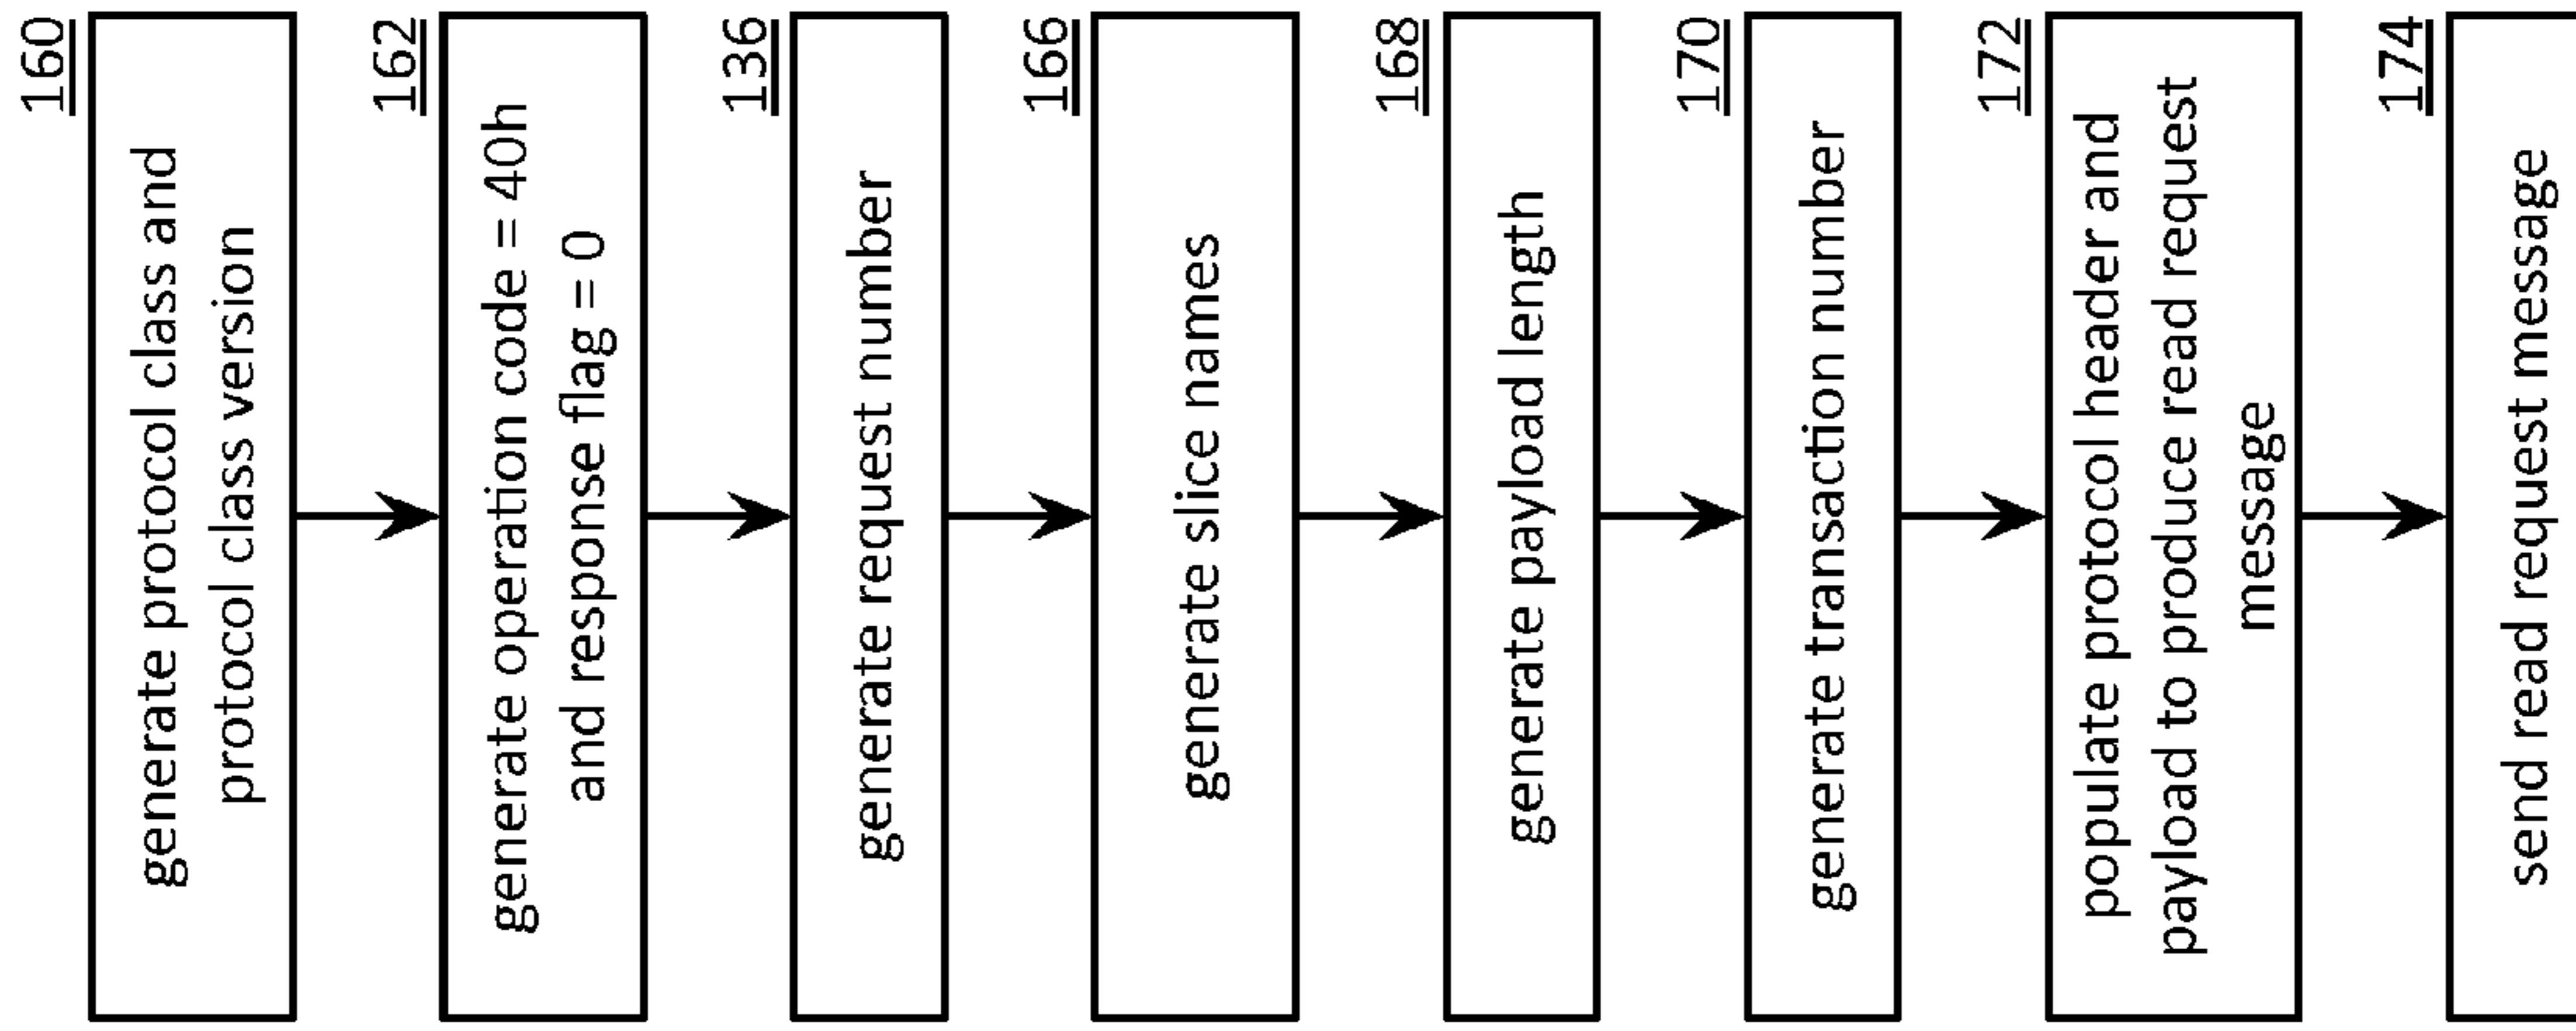 160
generate protocol class and
protocol class version
162
generate operation code = 40h
and response flag = 0
136
generate request number
166
generate slice names
168
generate payload length
170
generate transaction number
172
populate protocol header and
payload to produce read request
message
174
send read request message